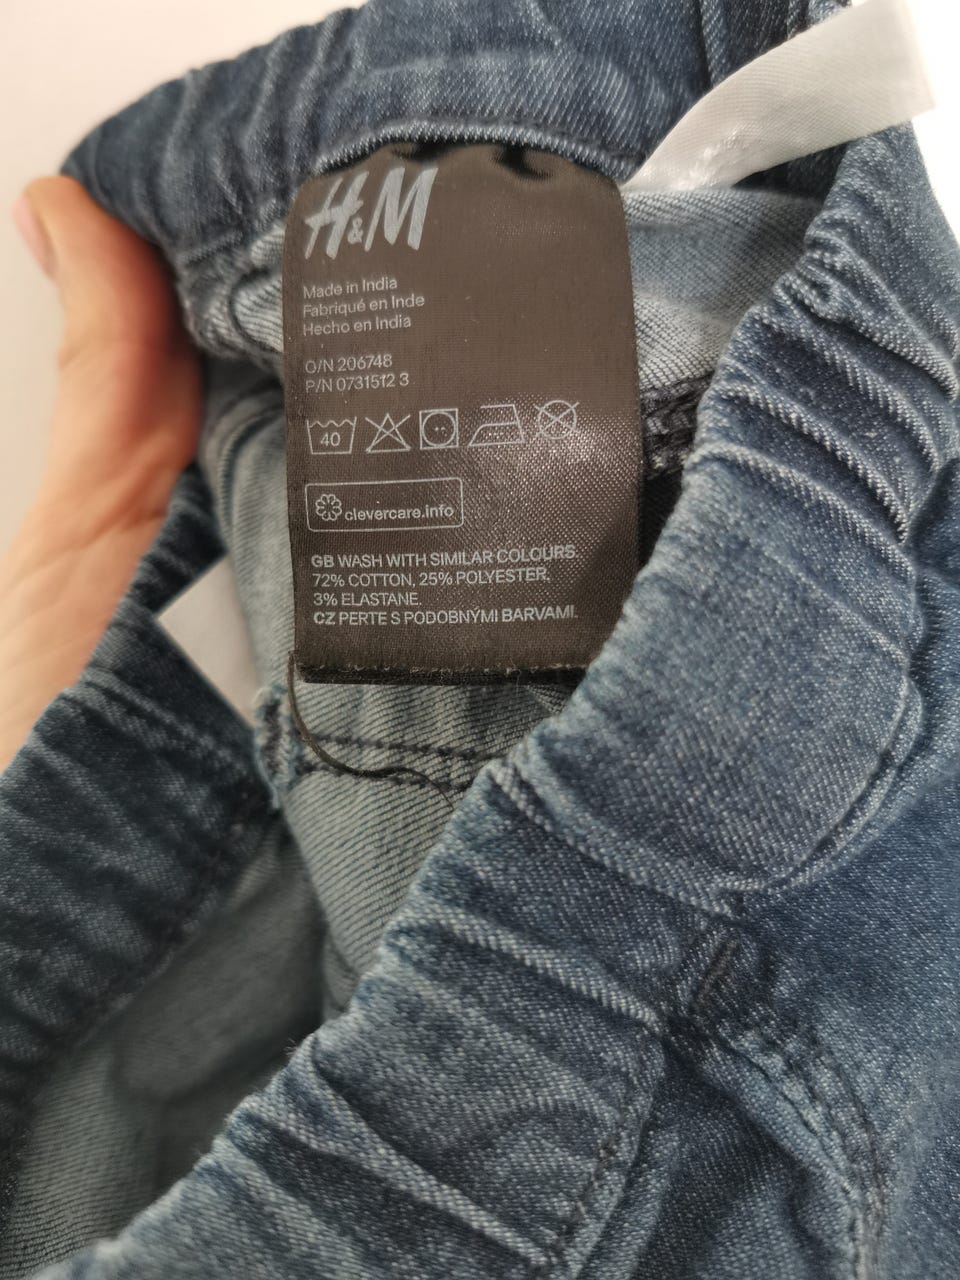 H&M
Made in India
Fabriqué en Inde
Hecho en India
O/N 206748
P/N 0731512 3
40
clevercare.info
GB WASH WITH SIMILAR COLOURS.
72% COTTON, 25% POLYESTER,
3% ELASTANE.
CZ PERTE S PODOBNÝMI BARVAMI.